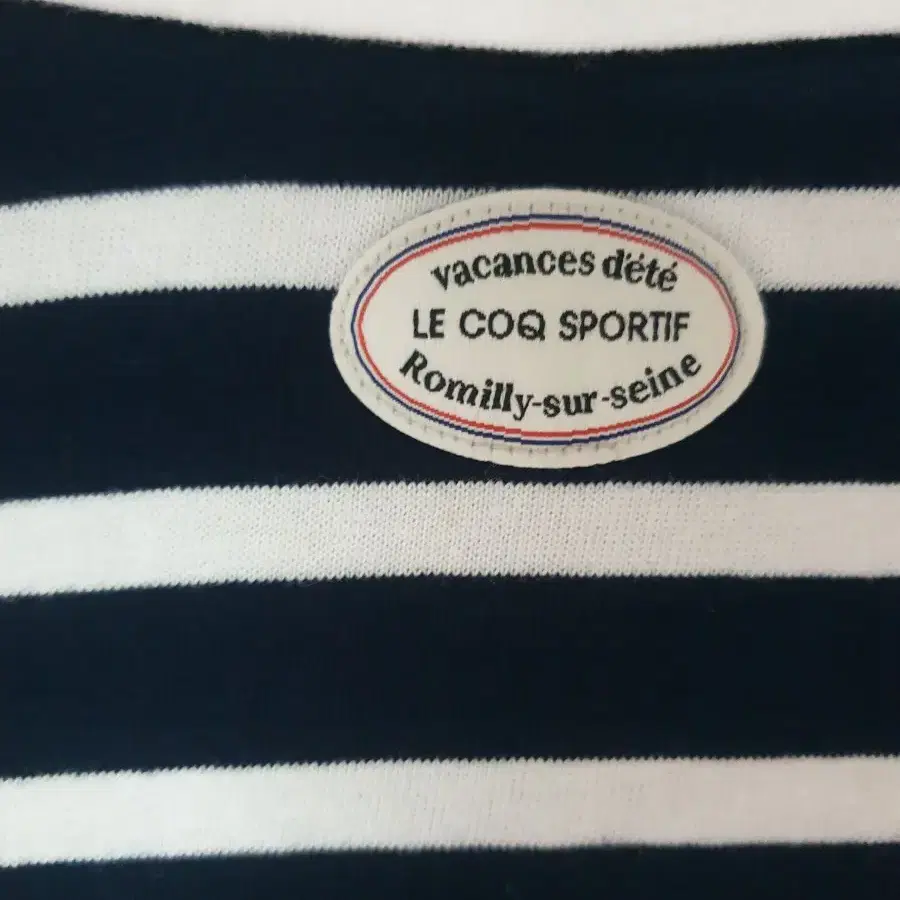 vacances d'été
LE COQ SPORTIF
Romilly-sur-seine